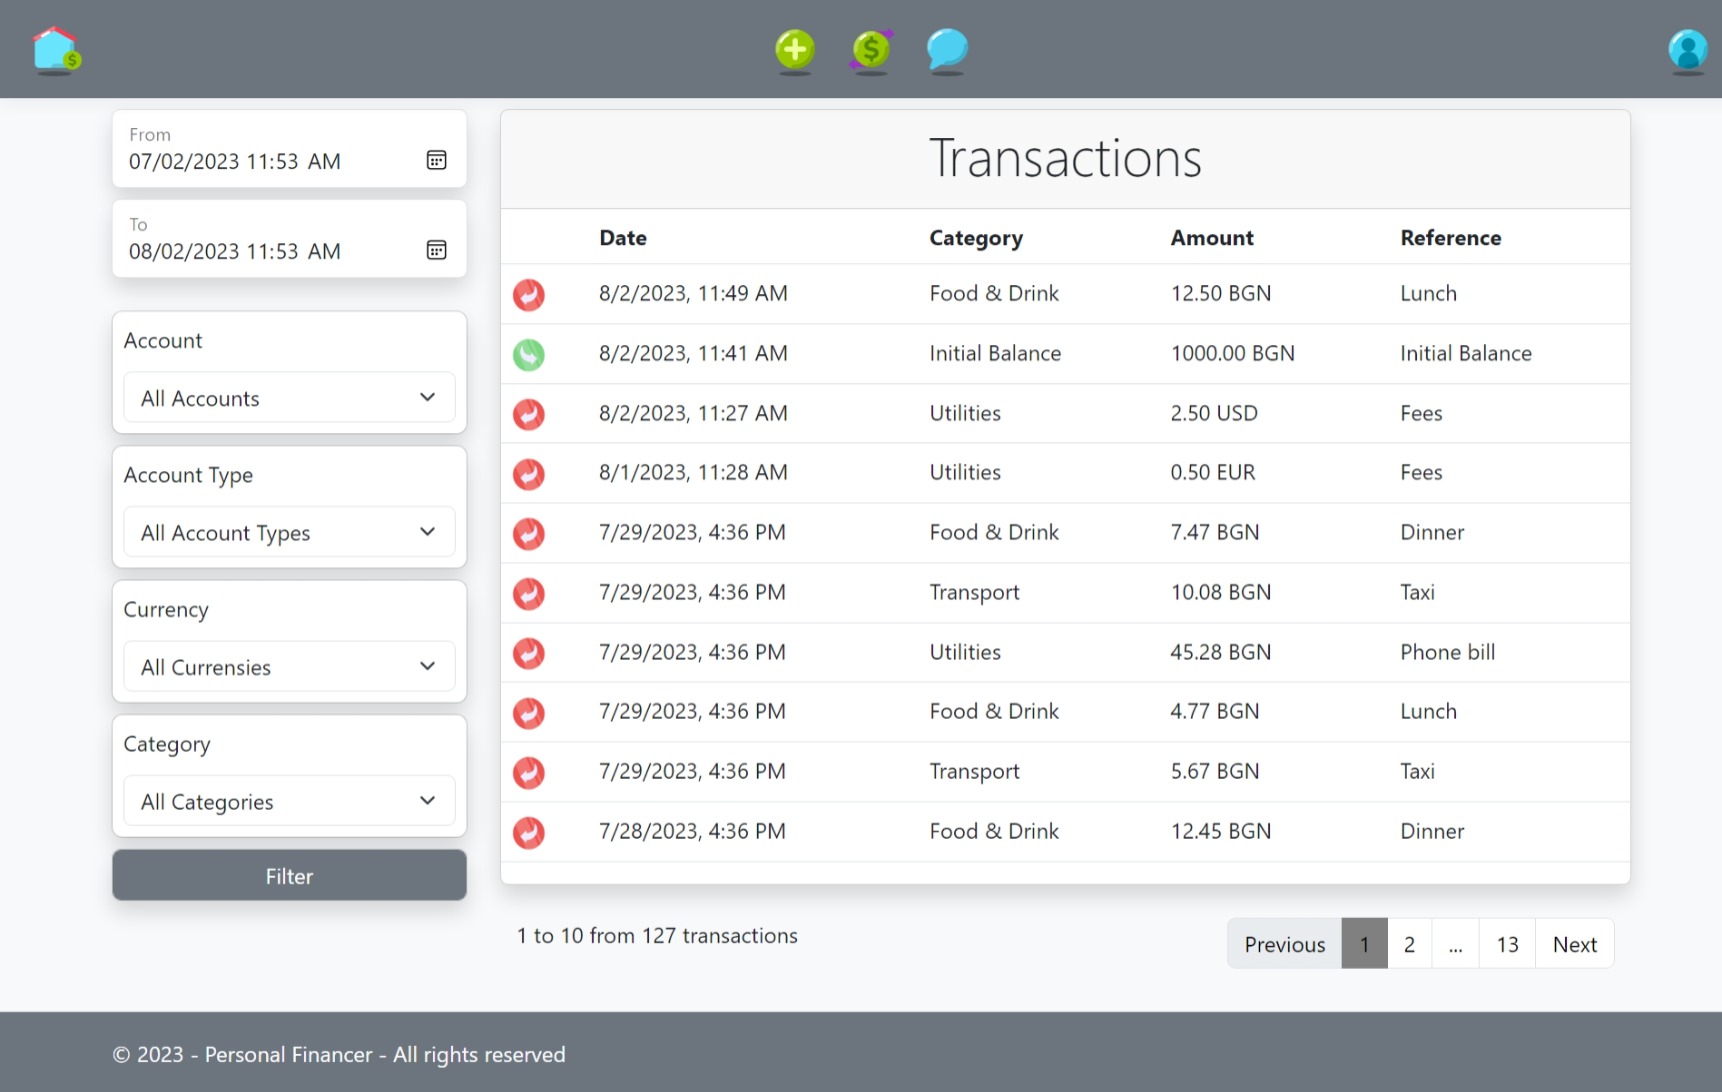 From
07/02/2023 11:53 AM
To
08/02/2023 11:53 AM
Account
All Accounts
Account Type
All Account Types
Currency
All Currensies
Category
All Categories
Filter
Transactions
Date Category Amount Reference
8/2/2023, 11:49 AM Food & Drink 12.50 BGN Lunch
8/2/2023, 11:41 AM Initial Balance 1000.00 BGN Initial Balance
8/2/2023, 11:27 AM Utilities 2.50 USD Fees
8/1/2023, 11:28 AM Utilities 0.50 EUR Fees
7/29/2023, 4:36 PM Food & Drink 7.47 BGN Dinner
7/29/2023, 4:36 PM Transport 10.08 BGN Taxi
7/29/2023, 4:36 PM Utilities 45.28 BGN Phone bill
7/29/2023, 4:36 PM Food & Drink 4.77 BGN Lunch
7/29/2023, 4:36 PM Transport 5.67 BGN Taxi
7/28/2023, 4:36 PM Food & Drink 12.45 BGN Dinner
1 to 10 from 127 transactions
Previous 1 2 ... 13 Next
© 2023 - Personal Financer - All rights reserved